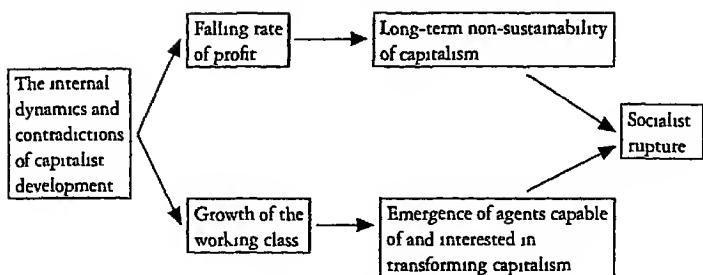 Falling rate
of profit
Long-term non-sustainability
of capitalism
The internal
dynamics and
contradictions
of capitalist
development
Socialist
rupture
Growth of the
working class
Emergence of agents capable
of and interested in
transforming capitalism